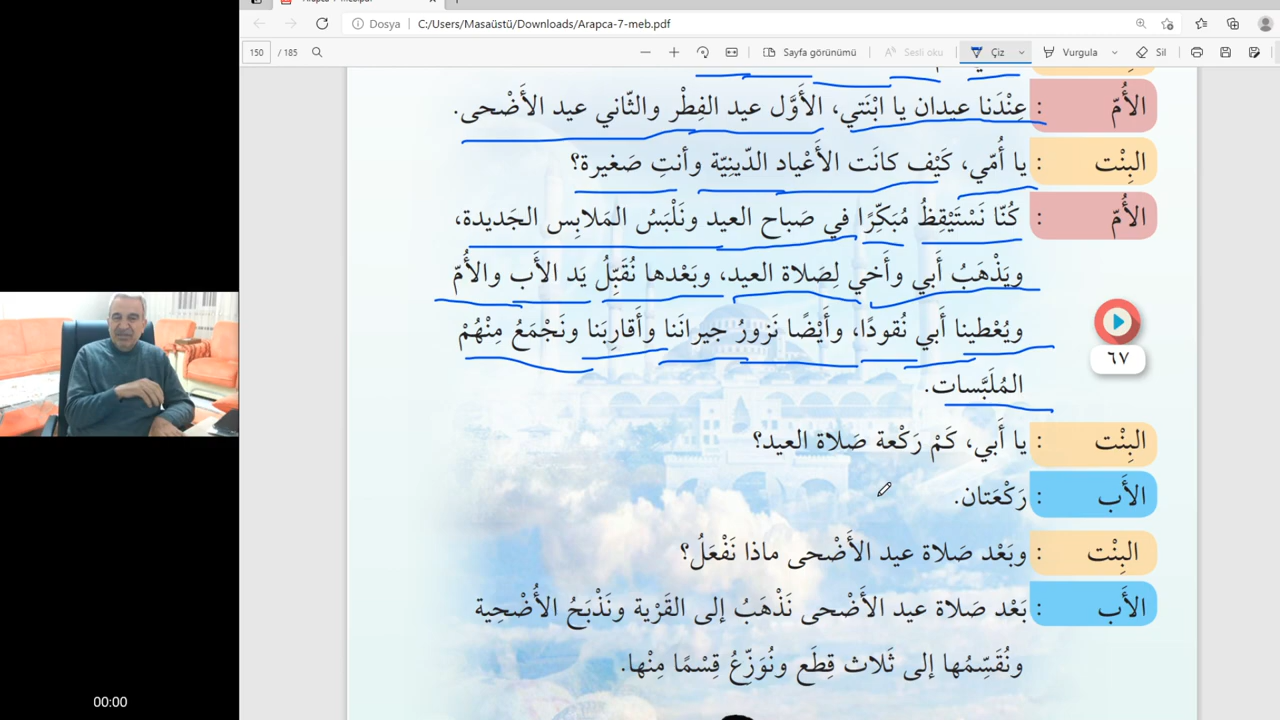 Dosya C:/Users/Masaüstü/Downloads/Arapca-7-meb.pdf
150 / 185 Sayfa görünümü Sesli oku Çiz Vurgula Sil
الأُمّ : عِنْدَنا عيدان يا ابْنَتي، الأَوَّل عيد الفِطْر والثّاني عيد الأَضْحى.
البِنْت : يا أُمّي، كَيْف كانَت الأَعْياد الدّينِيّة وأنتِ صَغيرة؟
الأُمّ : كُنّا نَسْتَيْقِظُ مُبَكِّرًا في صَباح العيد ونَلْبَسُ المَلابِس الجَديدة،
ويَذْهَبُ أَبي وأَخي لِصَلاة العيد، وبَعْدها نُقَبِّلُ يَد الأَب والأُمّ
ويُعْطينا أَبي نُقودًا، وأَيْضًا نَزورُ جيرانَنا وأَقارِبَنا ونَجْمَعُ مِنْهُمْ
المُلَبَّسات.
٦٧
البِنْت : يا أَبي، كَمْ رَكْعة صَلاة العيد؟
الأَب : رَكْعَتان.
البِنْت : وبَعْد صَلاة عيد الأَضْحى ماذا نَفْعَلُ؟
الأَب : بَعْد صَلاة عيد الأَضْحى نَذْهَبُ إلى القَرْية ونَذْبَحُ الأُضْحِية
ونُقَسِّمُها إلى ثَلاث قِطَع ونُوَزِّعُ قِسْمًا مِنْها.
00:00